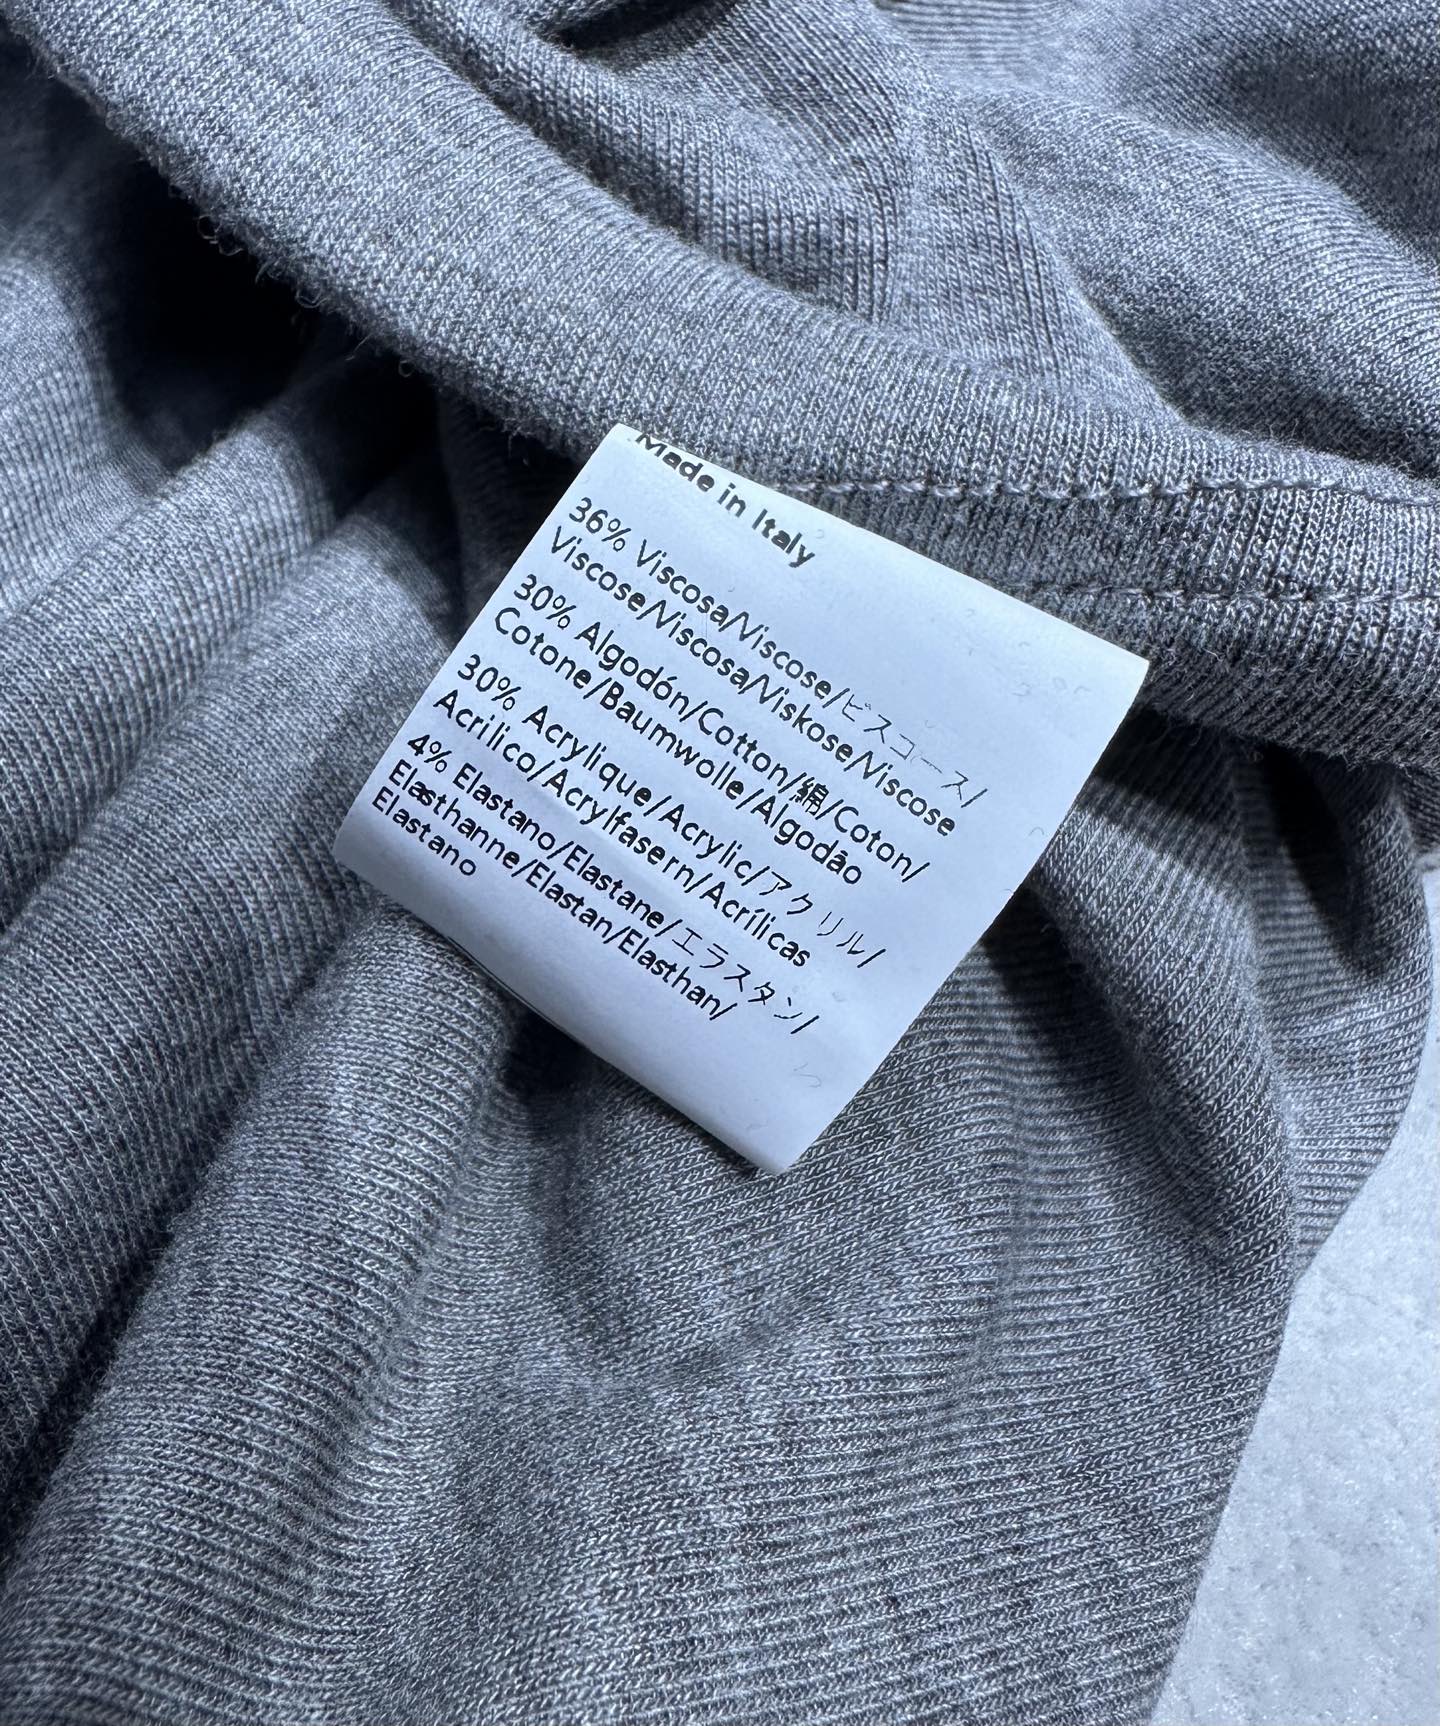 Made in Italy
36% Viscosa/Viscose/ビスコース/
Viscose/Viscosa/Viskose/Viscose
30% Algodón/Cotton/綿/Coton/
Cotone/Baumwolle/Algodão
30% Acrylique/Acrylic/アクリル/
Acrilico/Acrylfasern/Acrílicas
4% Elastano/Elastane/エラスタン/
Elasthanne/Elastan/Elasthan/
Elastano